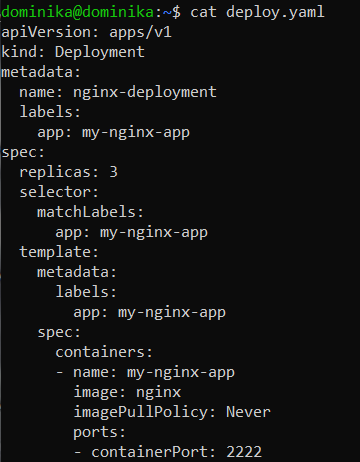 dominika@dominika:~$ cat deploy.yaml
apiVersion: apps/v1
kind: Deployment
metadata:
  name: nginx-deployment
  labels:
    app: my-nginx-app
spec:
  replicas: 3
  selector:
    matchLabels:
      app: my-nginx-app
  template:
    metadata:
      labels:
        app: my-nginx-app
    spec:
      containers:
      - name: my-nginx-app
        image: nginx
        imagePullPolicy: Never
        ports:
        - containerPort: 2222